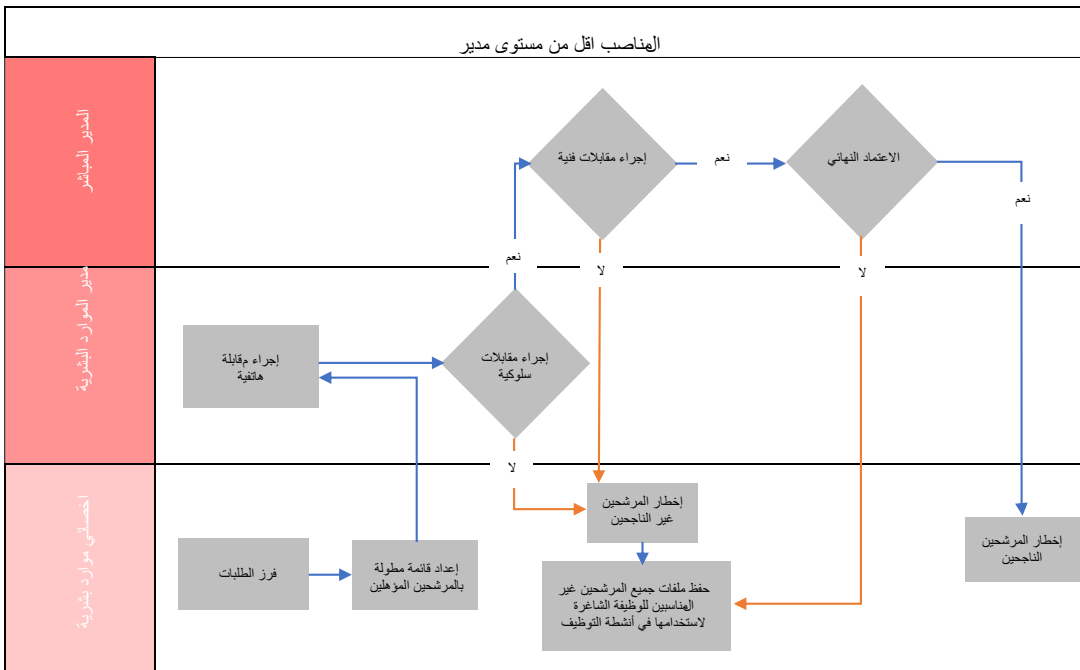 المناصب اقل من مستوى مدير
المدير المباشر
إجراء مقابلات فنية
نعم
الاعتماد النهائي
نعم
نعم
لا
لا
مدير الموارد البشرية
إجراء مقابلة
هاتفية
إجراء مقابلات
سلوكية
لا
اخصائي موارد بشرية
فرز الطلبات
إعداد قائمة مطولة
بالمرشحين المؤهلين
إخطار المرشحين
غير الناجحين
حفظ ملفات جميع المرشحين غير
المناسبين للوظيفة الشاغرة
لاستخدامها في أنشطة التوظيف
إخطار المرشحين
الناجحين